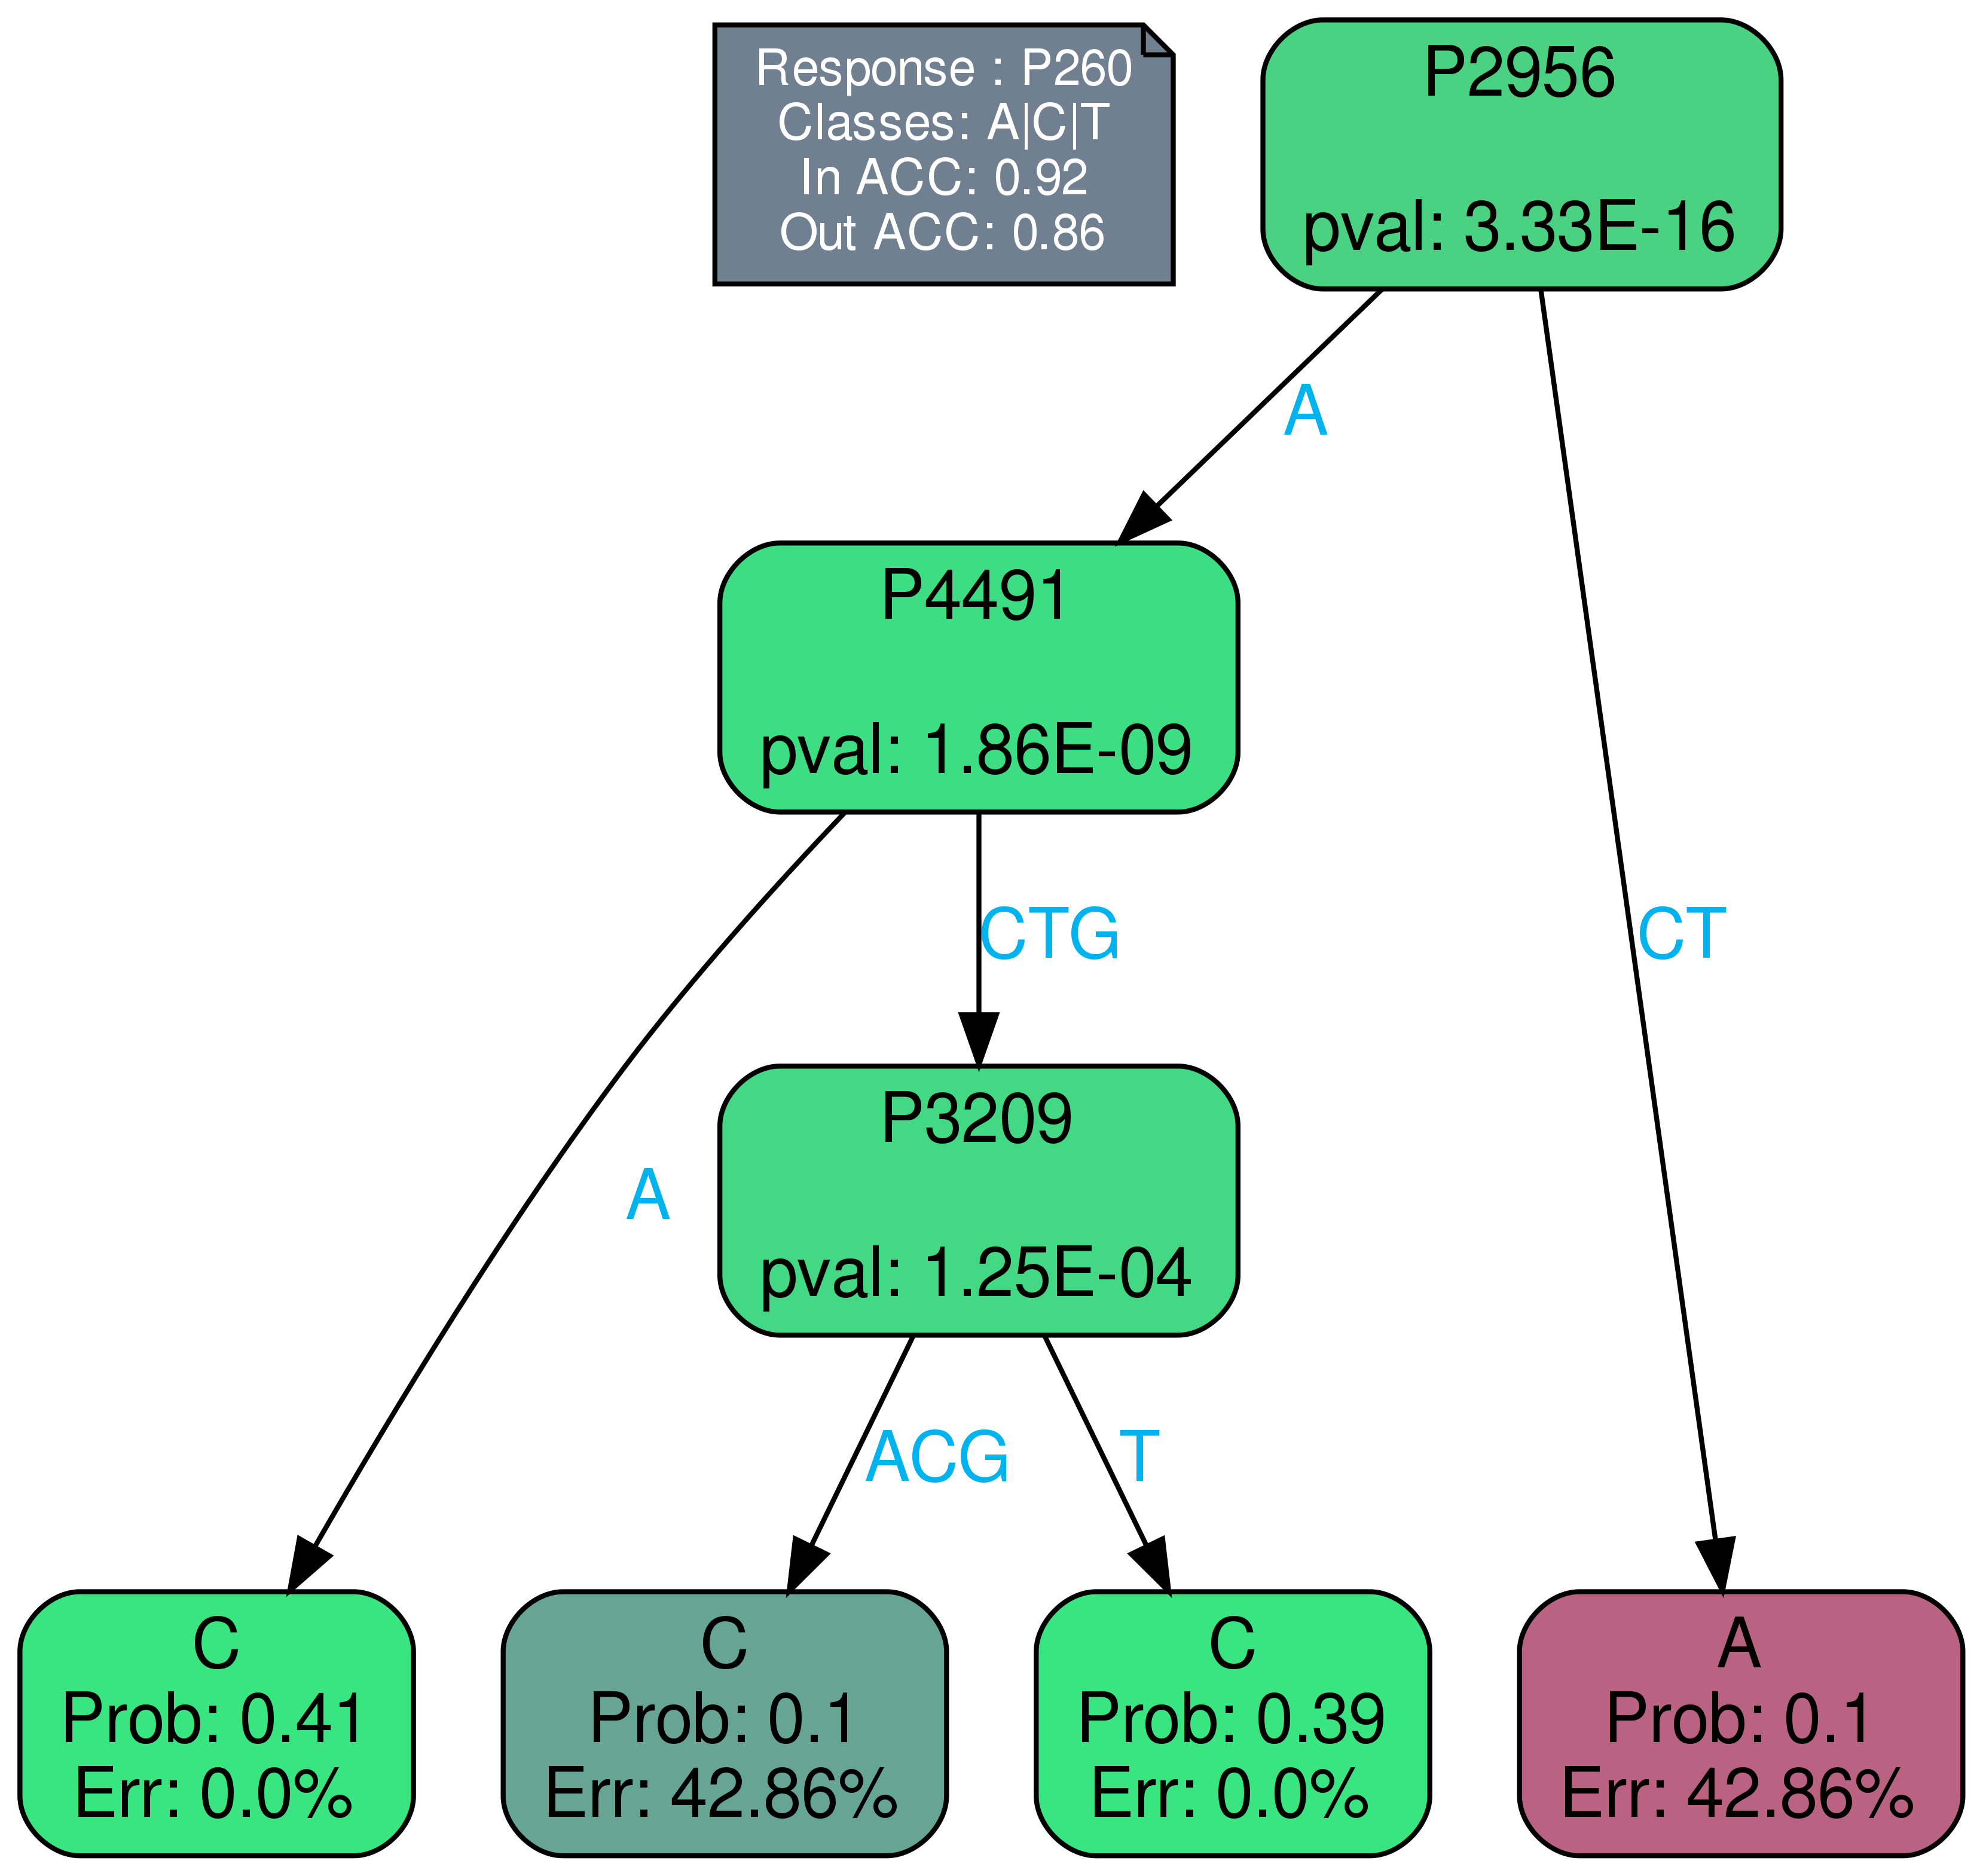 Response : P260
Classes: A|C|T
In ACC: 0.92
Out ACC: 0.86
P2956
pval: 3.33E-16
A
CT
P4491
pval: 1.86E-09
A
CTG
P3209
pval: 1.25E-04
ACG
T
C
Prob: 0.41
Err: 0.0%
C
Prob: 0.1
Err: 42.86%
C
Prob: 0.39
Err: 0.0%
A
Prob: 0.1
Err: 42.86%